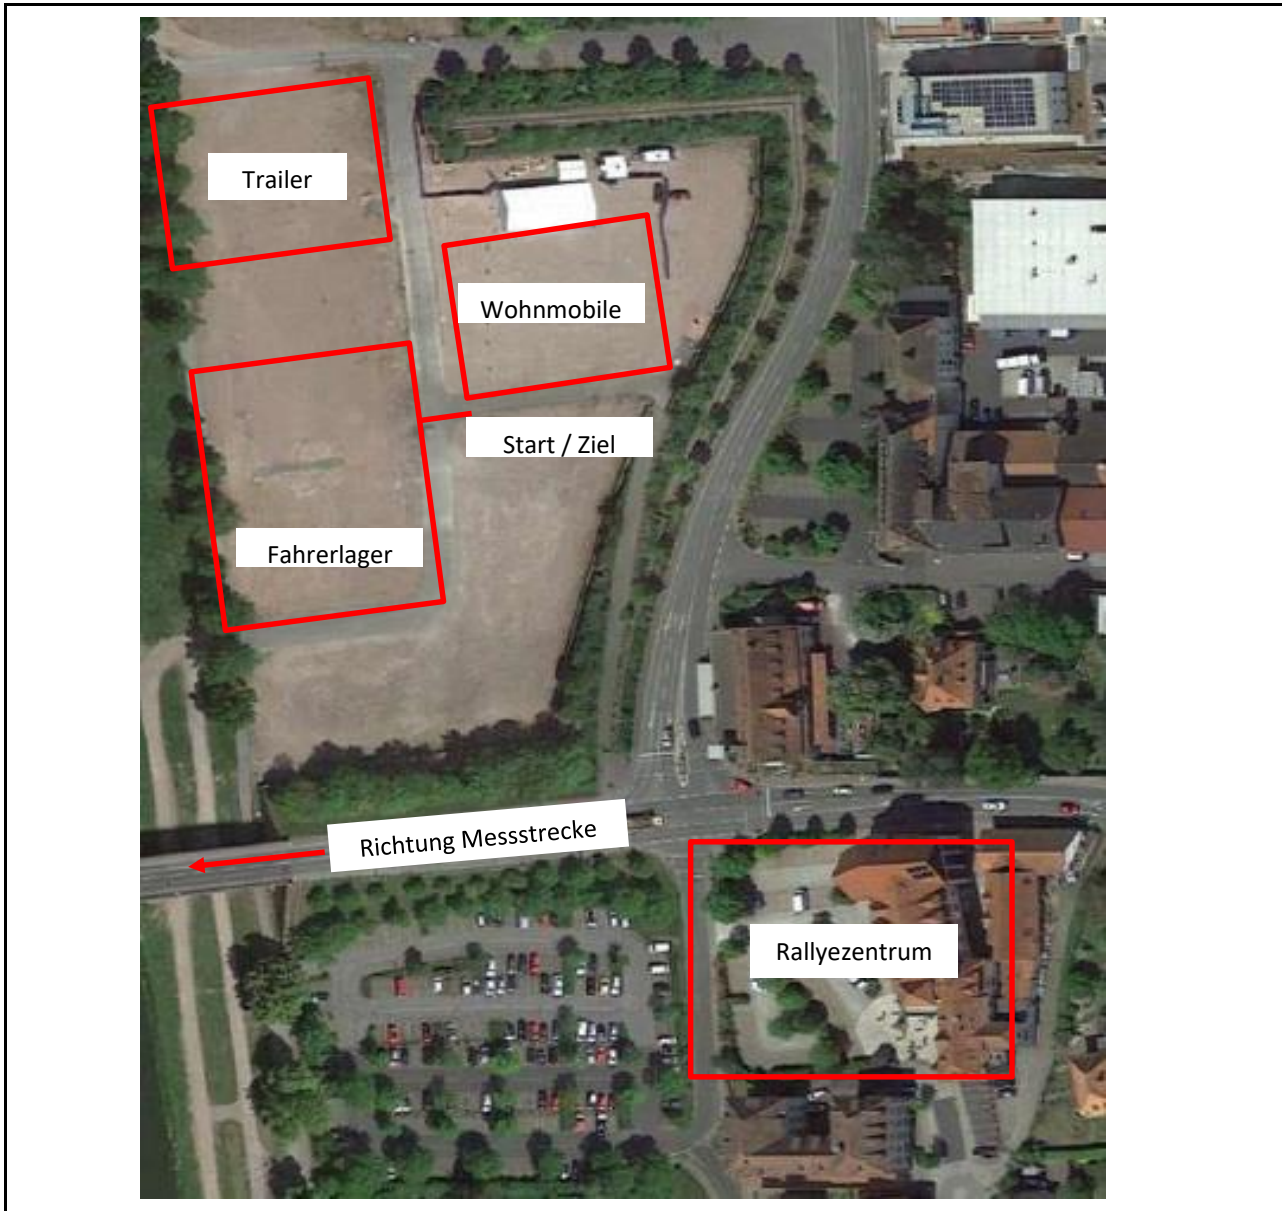 Trailer
Wohnmobile
Start / Ziel
Fahrerlager
Richtung Messstrecke
Rallyezentrum